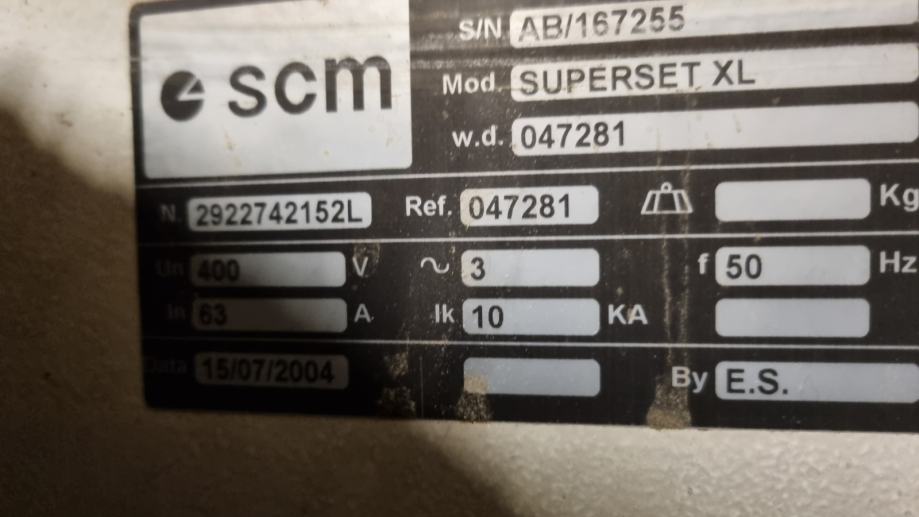 scm
S/N AB/167255
Mod. SUPERSET XL
w.d. 047281
N. 2922742152L Ref. 047281 Kg
Un 400 V ~ 3 f 50 Hz
In 63 A Ik 10 KA
Data 15/07/2004 By E.S.